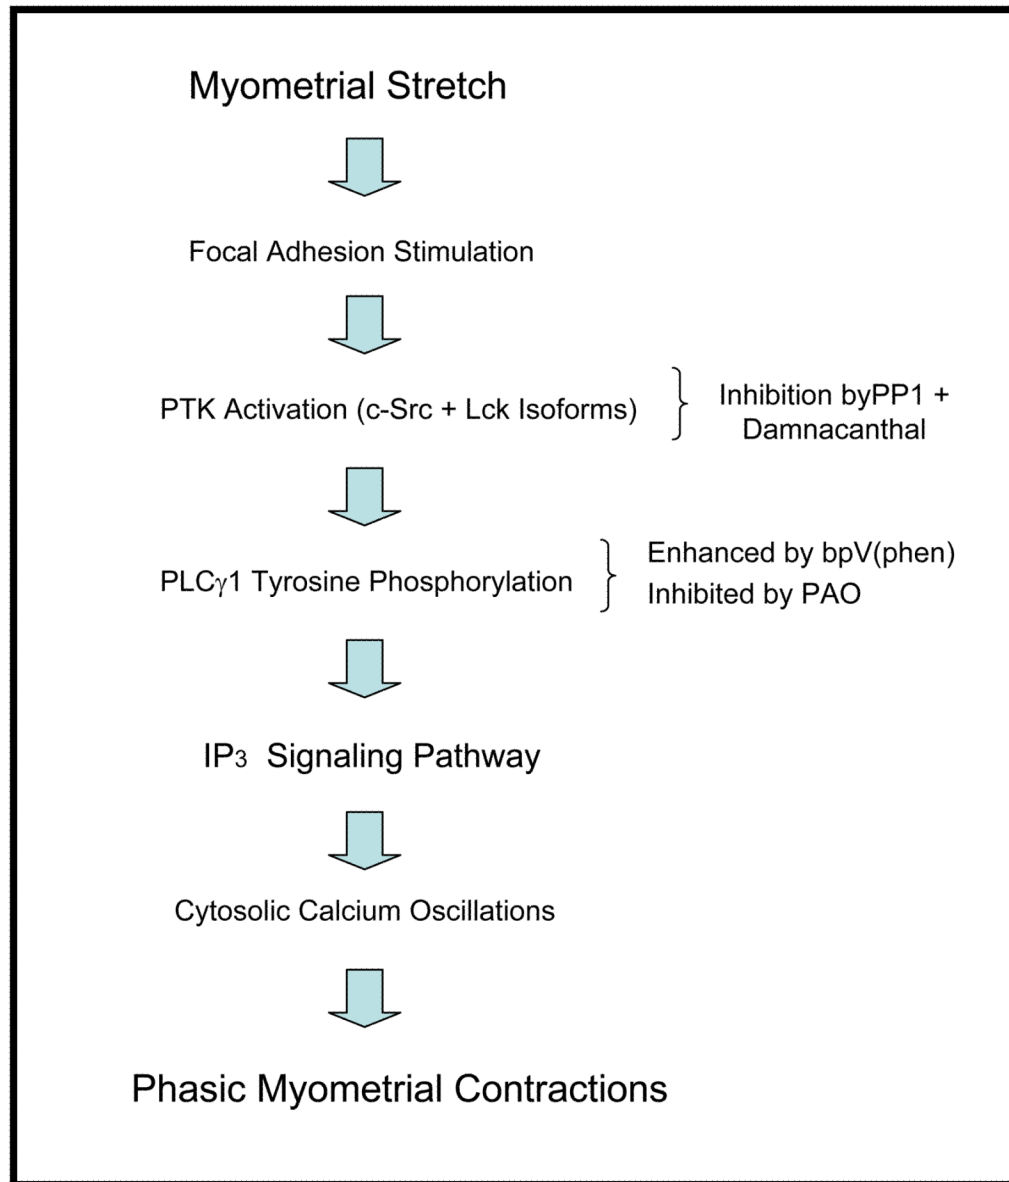 Myometrial Stretch
Focal Adhesion Stimulation
PTK Activation (c-Src + Lck Isoforms)
Inhibition byPP1 +
Damnacanthal
PLCγ1 Tyrosine Phosphorylation
Enhanced by bpV(phen)
Inhibited by PAO
IP3 Signaling Pathway
Cytosolic Calcium Oscillations
Phasic Myometrial Contractions